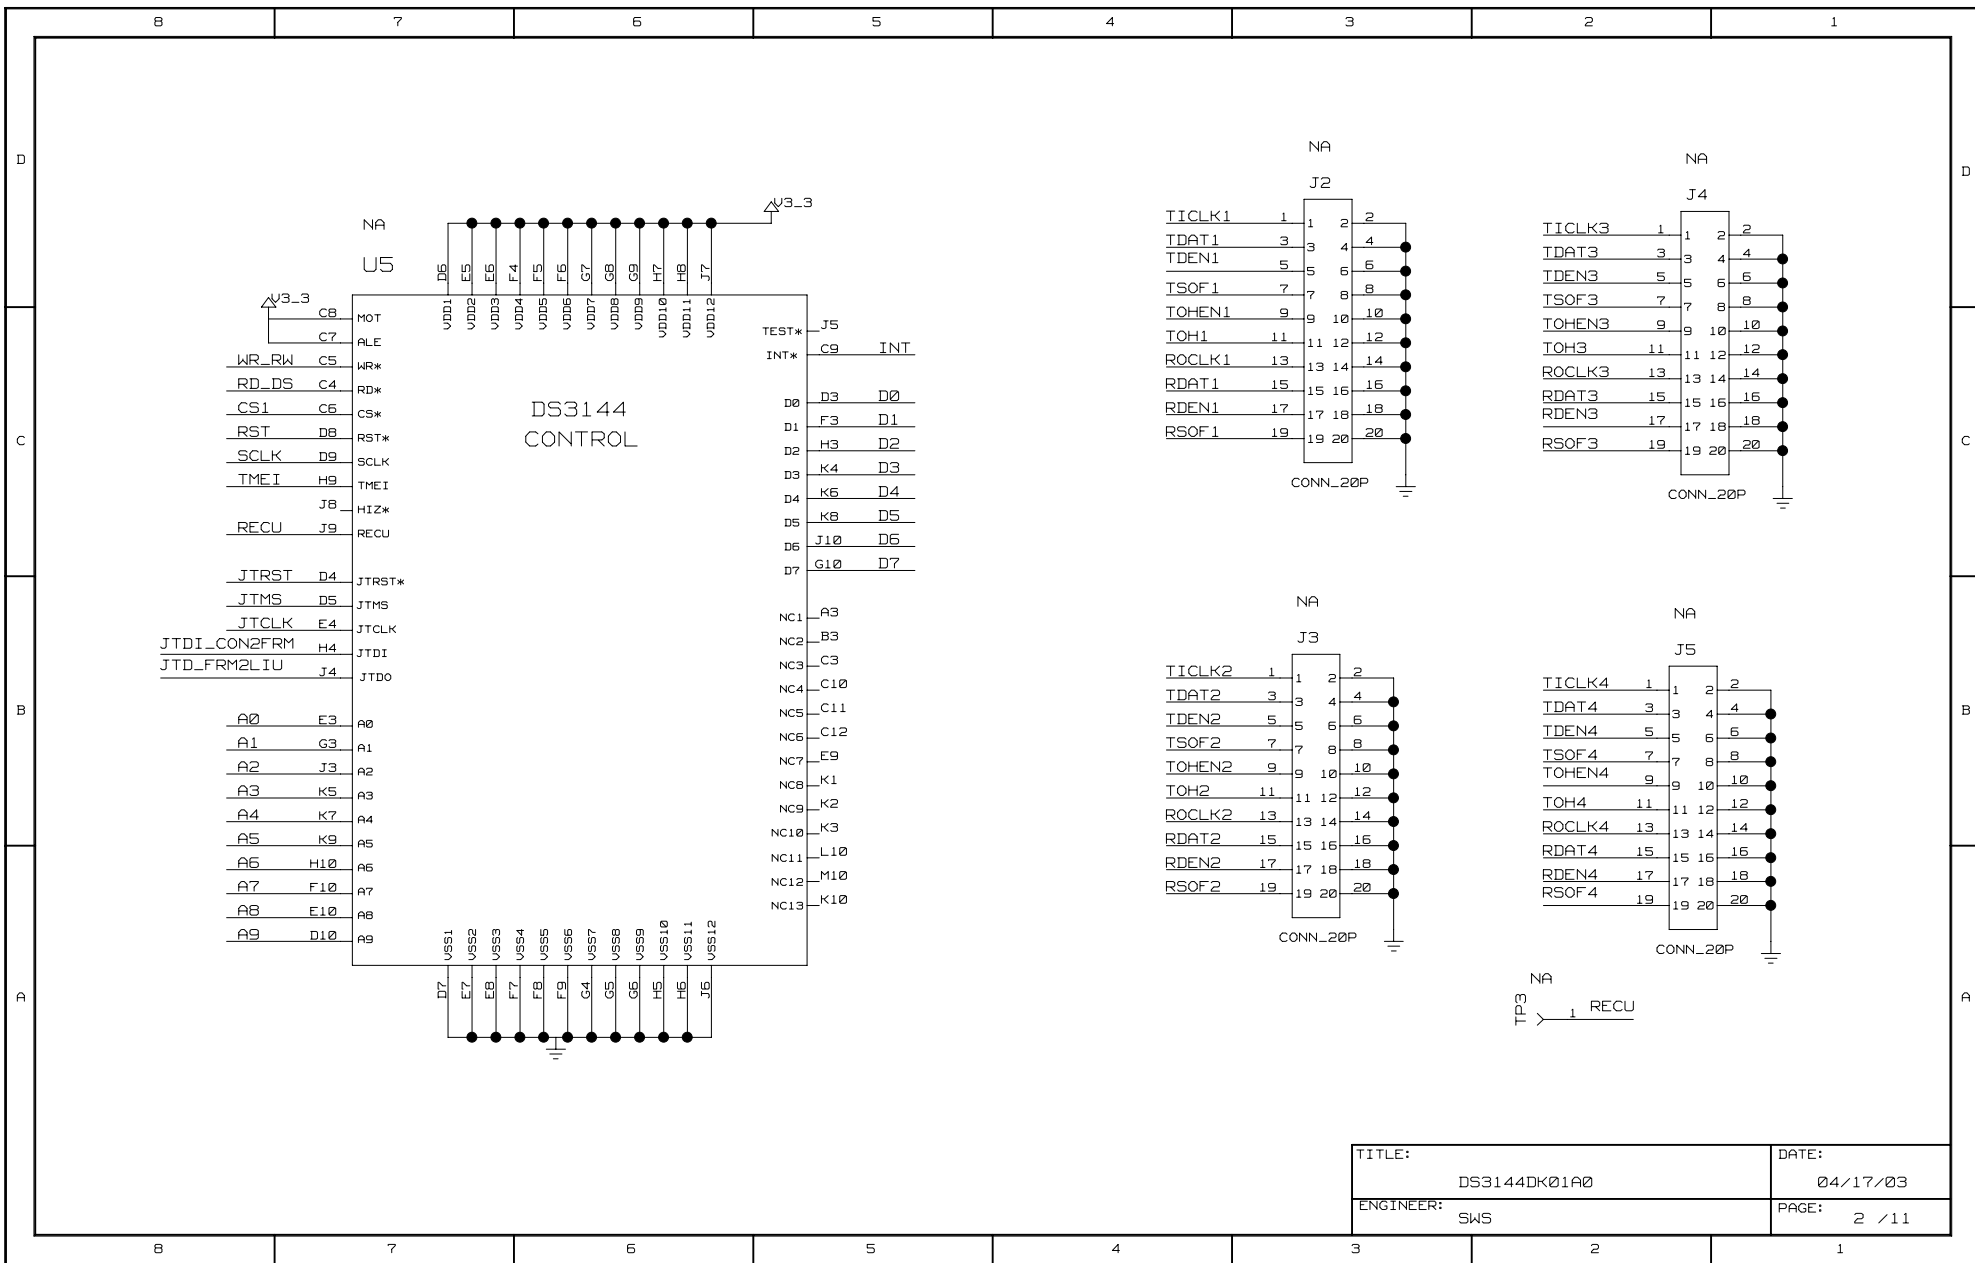 8 7 6 5 4 3 2 1
D
C
B
A
D
C
B
A
NA
U5
V3_3
D6 E5 E6 F4 F5 F6 G7 G8 G9 H7 H8 J7
VDD1 VDD2 VDD3 VDD4 VDD5 VDD6 VDD7 VDD8 VDD9 VDD10 VDD11 VDD12
V3_3
C8 MOT
C7 ALE
WR_RW C5 WR*
RD_DS C4 RD*
CS1 C6 CS*
RST D8 RST*
SCLK D9 SCLK
TMEI H9 TMEI
J8 HIZ*
RECU J9 RECU
JTRST D4 JTRST*
JTMS D5 JTMS
JTCLK E4 JTCLK
JTDI_CON2FRM H4 JTDI
JTD_FRM2LIU J4 JTDO
A0 E3 A0
A1 G3 A1
A2 J3 A2
A3 K5 A3
A4 K7 A4
A5 K9 A5
A6 H10 A6
A7 F10 A7
A8 E10 A8
A9 D10 A9
DS3144
CONTROL
TEST* J5
INT* C9 INT
D0 D3 D0
D1 F3 D1
D2 H3 D2
D3 K4 D3
D4 K6 D4
D5 K8 D5
D6 J10 D6
D7 G10 D7
NC1 A3
NC2 B3
NC3 C3
NC4 C10
NC5 C11
NC6 C12
NC7 E9
NC8 K1
NC9 K2
NC10 K3
NC11 L10
NC12 M10
NC13 K10
VSS1 VSS2 VSS3 VSS4 VSS5 VSS6 VSS7 VSS8 VSS9 VSS10 VSS11 VSS12
D7 E7 E8 F7 F8 F9 G4 G5 G6 H5 H6 J6
NA
J2
TICLK1 1 1 2 2
TDAT1 3 3 4 4
TDEN1 5 5 6 6
TSOF1 7 7 8 8
TOHEN1 9 9 10 10
TOH1 11 11 12 12
ROCLK1 13 13 14 14
RDAT1 15 15 16 16
RDEN1 17 17 18 18
RSOF1 19 19 20 20
CONN_20P
NA
J4
TICLK3 1 1 2 2
TDAT3 3 3 4 4
TDEN3 5 5 6 6
TSOF3 7 7 8 8
TOHEN3 9 9 10 10
TOH3 11 11 12 12
ROCLK3 13 13 14 14
RDAT3 15 15 16 16
RDEN3 17 17 18 18
RSOF3 19 19 20 20
CONN_20P
NA
J3
TICLK2 1 1 2 2
TDAT2 3 3 4 4
TDEN2 5 5 6 6
TSOF2 7 7 8 8
TOHEN2 9 9 10 10
TOH2 11 11 12 12
ROCLK2 13 13 14 14
RDAT2 15 15 16 16
RDEN2 17 17 18 18
RSOF2 19 19 20 20
CONN_20P
NA
J5
TICLK4 1 1 2 2
TDAT4 3 3 4 4
TDEN4 5 5 6 6
TSOF4 7 7 8 8
TOHEN4 9 9 10 10
TOH4 11 11 12 12
ROCLK4 13 13 14 14
RDAT4 15 15 16 16
RDEN4 17 17 18 18
RSOF4 19 19 20 20
CONN_20P
NA
TP3 1 RECU
TITLE:
DS3144DK01A0
DATE:
04/17/03
ENGINEER:
SWS
PAGE:
2 /11
8 7 6 5 4 3 2 1